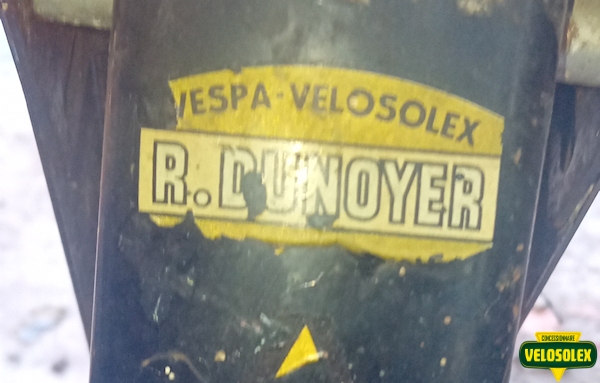 VESPA-VELOSOLEX
R.DUNOYER
CONCESSIONNAIRE
VELOSOLEX